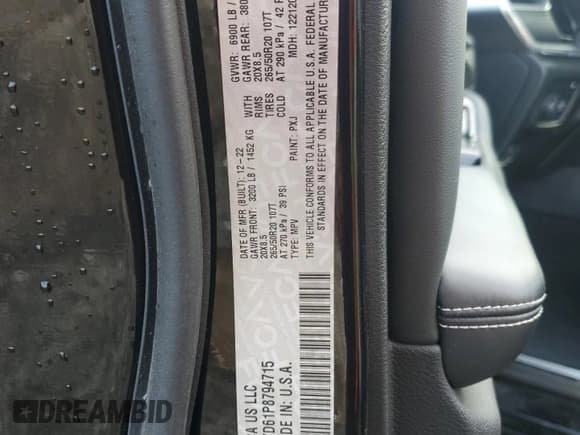 A US LLC
DATE OF MFR (BUILT): 12-22
GVWR: 6900 LB /
GAWR FRONT: 3200 LB / 1452 KG
WITH
GAWR REAR: 380
20X8.5
RIMS
20X8.5
265/50R20 107T
TIRES
265/50R20 107T
AT 270 kPa / 39 PSI
COLD
AT 290 kPa / 42
TYPE: MPV
PAINT: PXJ
MDH: 12212
THIS VEHICLE CONFORMS TO ALL APPLICABLE U.S.A. FEDERAL
STANDARDS IN EFFECT ON THE DATE OF MANUFACTUR
D61P8794715
DE IN: U.S.A.
DREAMBID